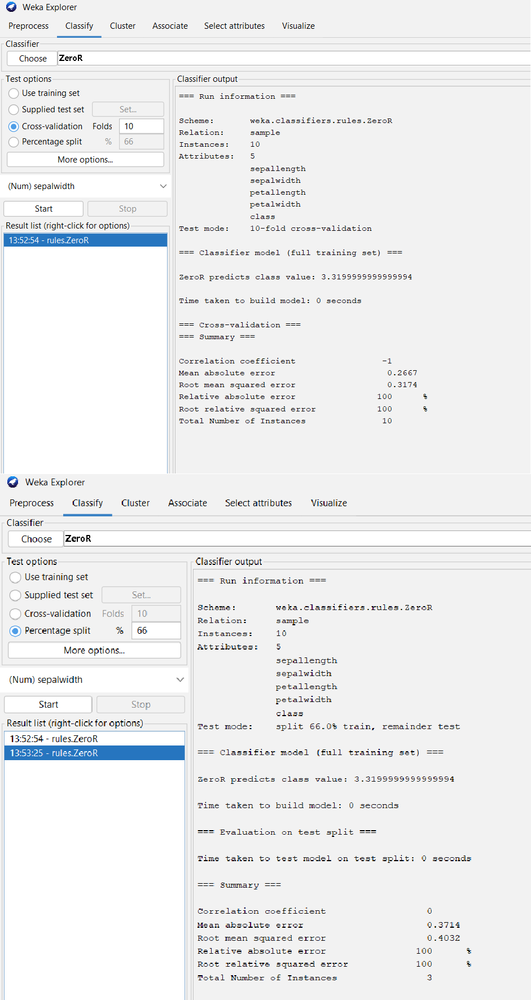 Weka Explorer
Preprocess Classify Cluster Associate Select attributes Visualize
Classifier
Choose ZeroR
Test options
Use training set
Supplied test set Set...
Cross-validation Folds 10
Percentage split % 66
More options...
(Num) sepalwidth
Start Stop
Result list (right-click for options)
13:52:54 - rules.ZeroR
Classifier output
=== Run information ===
Scheme: weka.classifiers.rules.ZeroR
Relation: sample
Instances: 10
Attributes: 5
sepallength
sepalwidth
petallength
petalwidth
class
Test mode: 10-fold cross-validation
=== Classifier model (full training set) ===
ZeroR predicts class value: 3.3199999999999994
Time taken to build model: 0 seconds
=== Cross-validation ===
=== Summary ===
Correlation coefficient -1
Mean absolute error 0.2667
Root mean squared error 0.3174
Relative absolute error 100 %
Root relative squared error 100 %
Total Number of Instances 10
Weka Explorer
Preprocess Classify Cluster Associate Select attributes Visualize
Classifier
Choose ZeroR
Test options
Use training set
Supplied test set Set...
Cross-validation Folds 10
Percentage split % 66
More options...
(Num) sepalwidth
Start Stop
Result list (right-click for options)
13:52:54 - rules.ZeroR
13:53:25 - rules.ZeroR
Classifier output
=== Run information ===
Scheme: weka.classifiers.rules.ZeroR
Relation: sample
Instances: 10
Attributes: 5
sepallength
sepalwidth
petallength
petalwidth
class
Test mode: split 66.0% train, remainder test
=== Classifier model (full training set) ===
ZeroR predicts class value: 3.3199999999999994
Time taken to build model: 0 seconds
=== Evaluation on test split ===
Time taken to test model on test split: 0 seconds
=== Summary ===
Correlation coefficient 0
Mean absolute error 0.3714
Root mean squared error 0.4032
Relative absolute error 100 %
Root relative squared error 100 %
Total Number of Instances 3